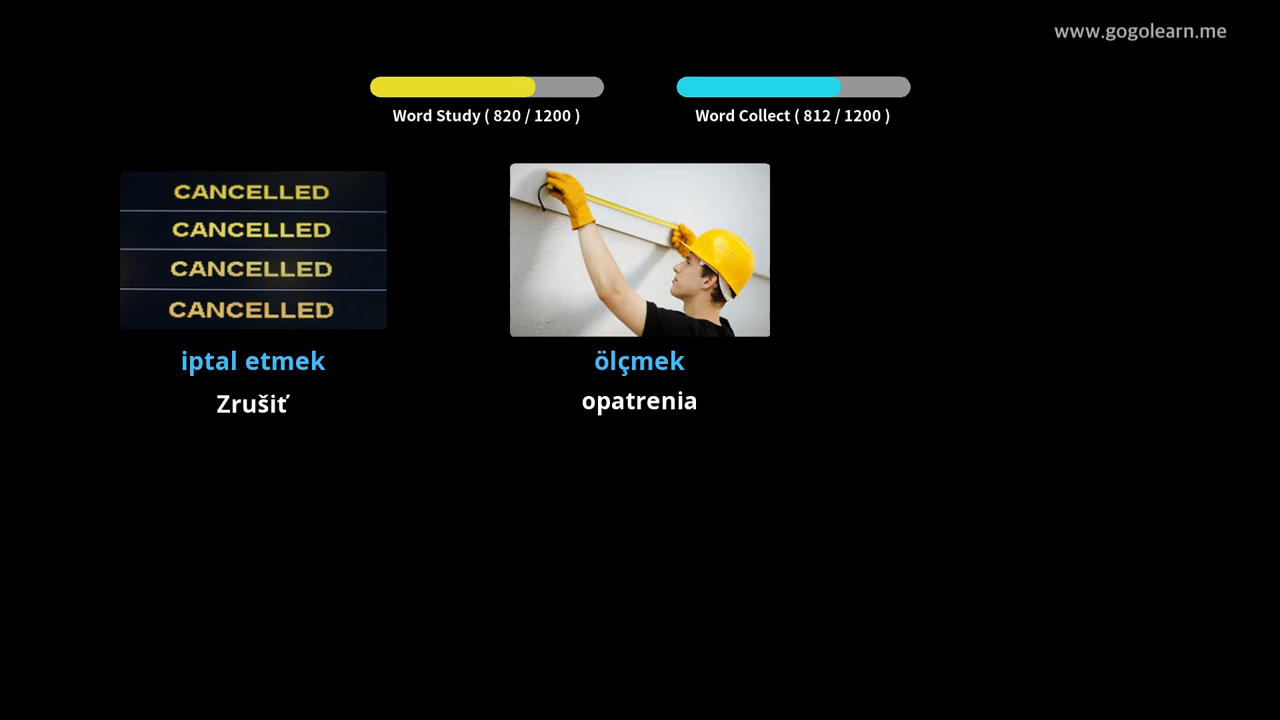 www.gogolearn.me
Word Study ( 820 / 1200 )
Word Collect ( 812 / 1200 )
CANCELLED
CANCELLED
CANCELLED
CANCELLED
iptal etmek
Zrušiť
ölçmek
opatrenia